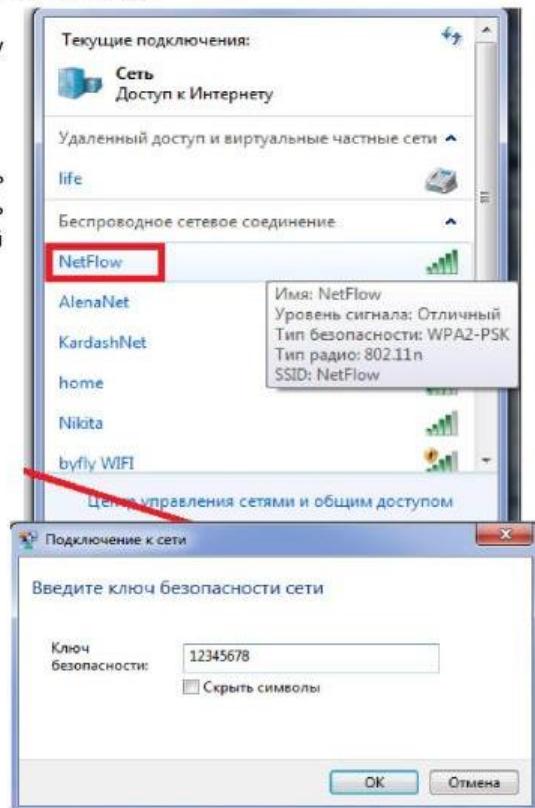 Текущие подключения:
Сеть
Доступ к Интернету
Удаленный доступ и виртуальные частные сети
life
Беспроводное сетевое соединение
NetFlow
Имя: NetFlow
Уровень сигнала: Отличный
Тип безопасности: WPA2-PSK
Тип радио: 802.11n
SSID: NetFlow
AlenaNet
KardashNet
home
Nikita
byfly WIFI
Центр управления сетями и общим доступом
Подключение к сети
Введите ключ безопасности сети
Ключ
безопасности:
12345678
Скрыть символы
OK
Отмена